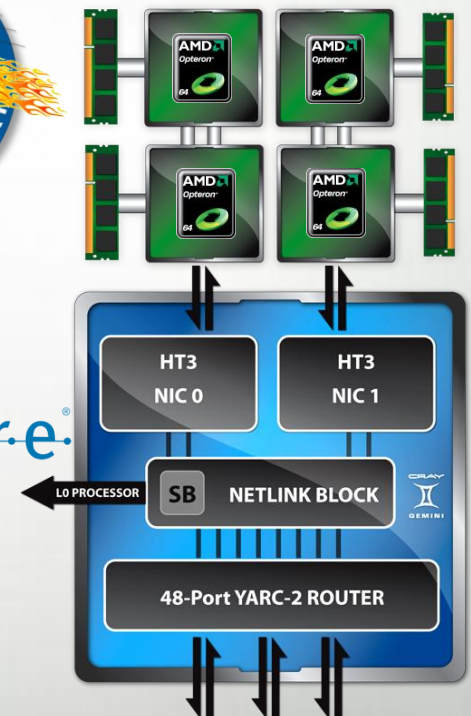 AMD
Opteron
64
AMD
Opteron
64
AMD
Opteron
64
AMD
Opteron
64
HT3
NIC 0
HT3
NIC 1
L0 PROCESSOR
SB
NETLINK BLOCK
CRAY
GEMINI
48-Port YARC-2 ROUTER